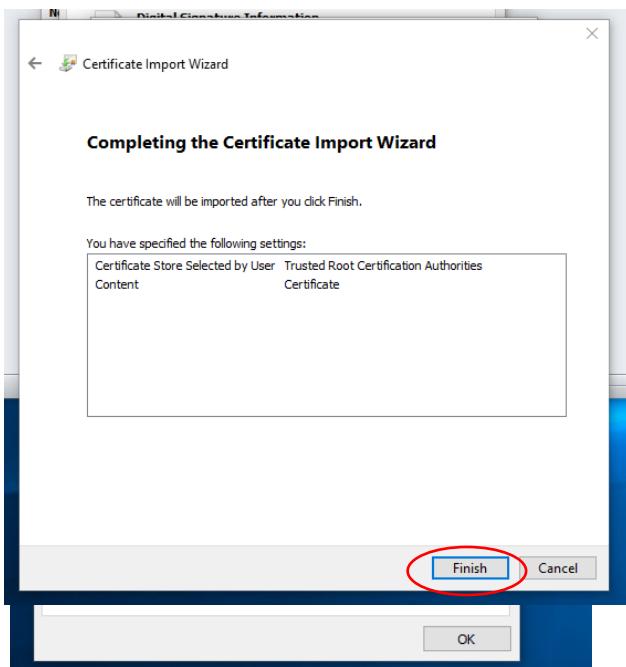 Digital Signature Information
Certificate Import Wizard
Completing the Certificate Import Wizard
The certificate will be imported after you click Finish.
You have specified the following settings:
Certificate Store Selected by User Trusted Root Certification Authorities
Content Certificate
Finish Cancel
OK